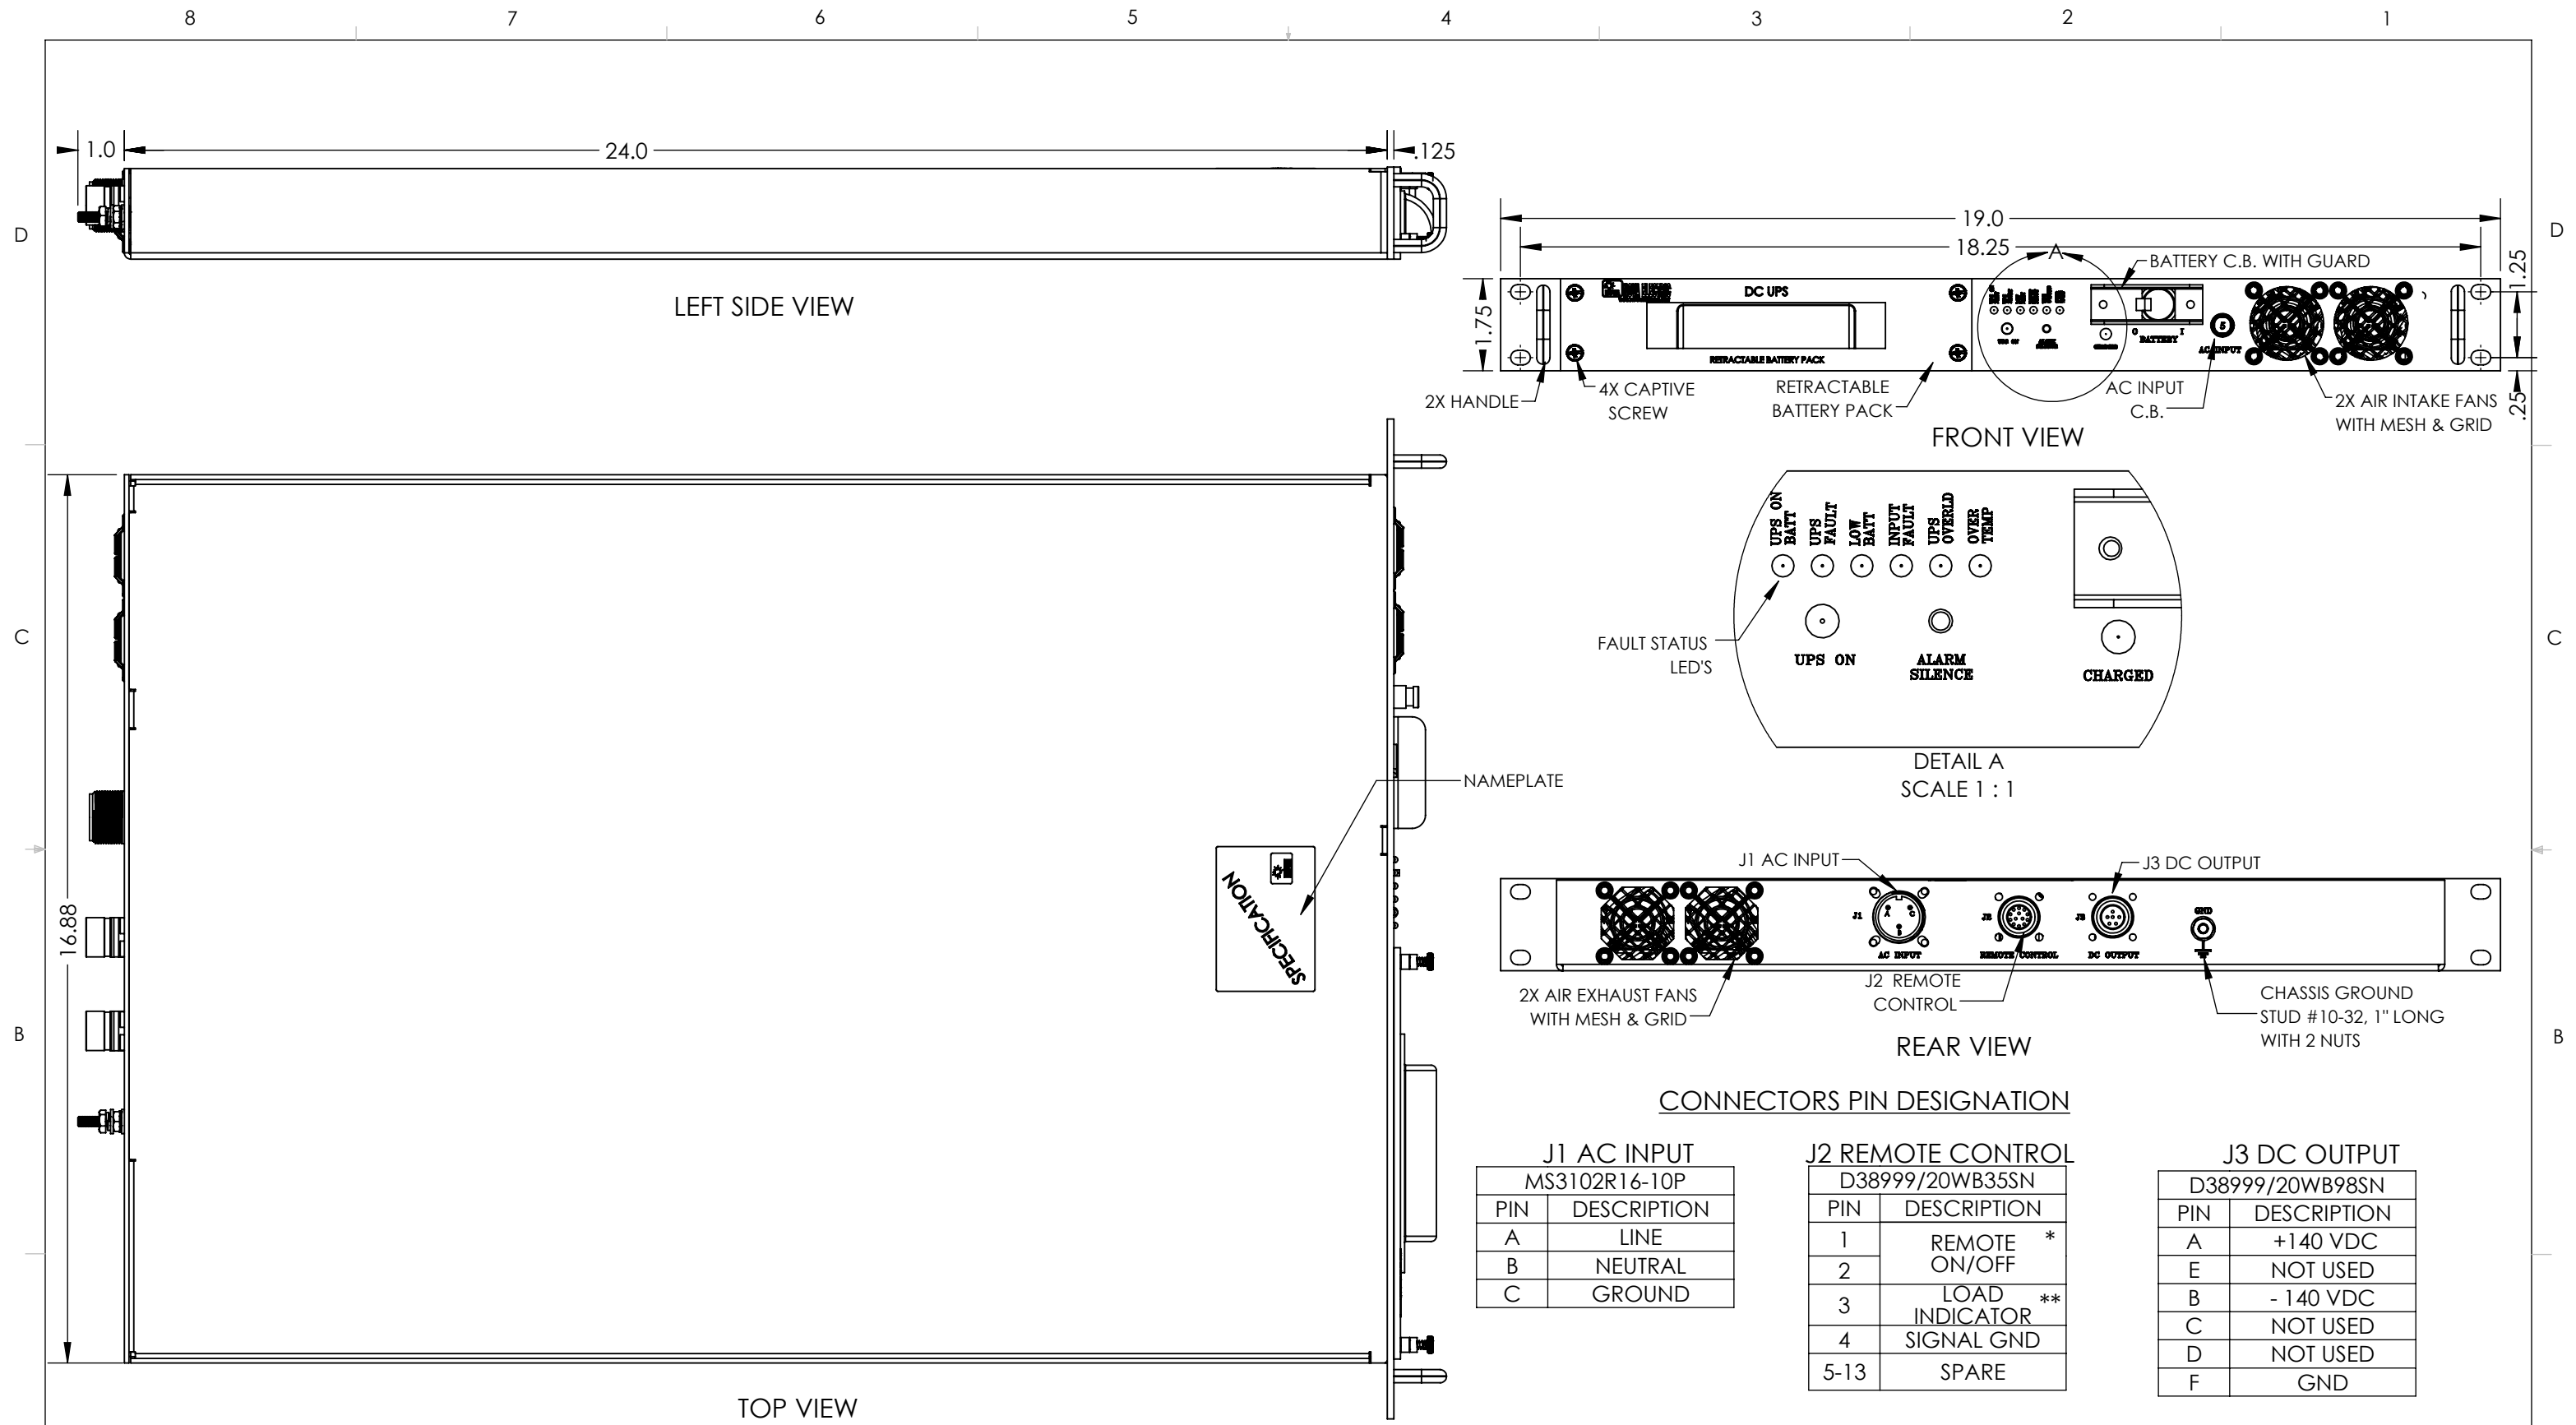 8 7 6 5 4 3 2 1
D
D
C
C
B
B
1.0
24.0
.125
LEFT SIDE VIEW
19.0
18.25
A
BATTERY C.B. WITH GUARD
1.25
1.75
.25
DC UPS
RETRACTABLE BATTERY PACK
UPS ON
CHARGED
O I
BATTERY
5
AC INPUT
2X HANDLE
4X CAPTIVE
SCREW
RETRACTABLE
BATTERY PACK
AC INPUT
C.B.
2X AIR INTAKE FANS
WITH MESH & GRID
FRONT VIEW
UPS ON
BATT
UPS
FAULT
LOW
BATT
INPUT
FAULT
UPS
OVERLD
OVER
TEMP
FAULT STATUS
LED'S
UPS ON
ALARM
SILENCE
CHARGED
DETAIL A
SCALE 1 : 1
16.88
NAMEPLATE
SPECIFICATION
TOP VIEW
J1 AC INPUT
J3 DC OUTPUT
J1
A C
B
AC INPUT
J2
REMOTE CONTROL
J3
DC OUTPUT
GND
2X AIR EXHAUST FANS
WITH MESH & GRID
J2 REMOTE
CONTROL
CHASSIS GROUND
STUD #10-32, 1" LONG
WITH 2 NUTS
REAR VIEW
CONNECTORS PIN DESIGNATION
J1 AC INPUT
MS3102R16-10P
PIN DESCRIPTION
A LINE
B NEUTRAL
C GROUND
J2 REMOTE CONTROL
D38999/20WB35SN
PIN DESCRIPTION
1 REMOTE *
2 ON/OFF
3 LOAD
INDICATOR **
4 SIGNAL GND
5-13 SPARE
J3 DC OUTPUT
D38999/20WB98SN
PIN DESCRIPTION
A +140 VDC
E NOT USED
B - 140 VDC
C NOT USED
D NOT USED
F GND